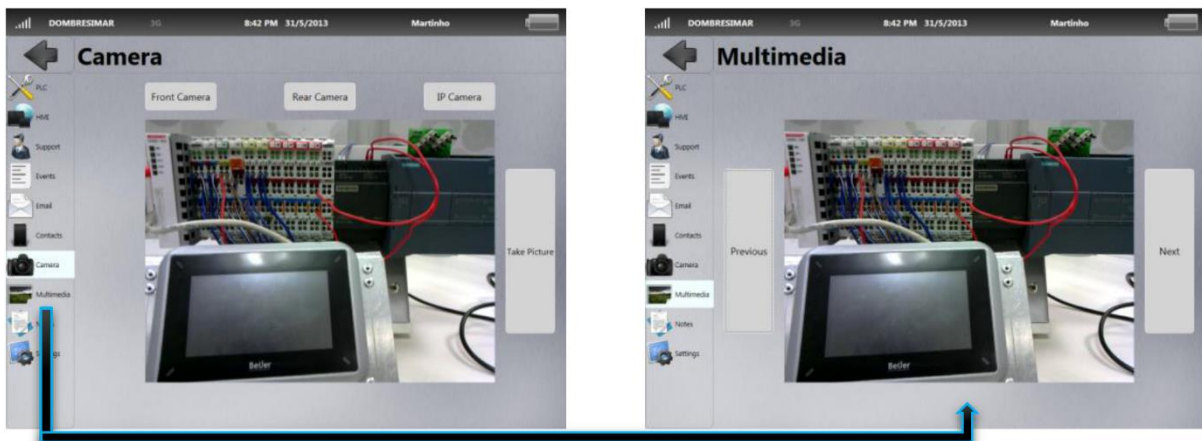 DOMBRESIMAR 3G 8:42 PM 31/5/2013 Martinho
Camera
PLC
HMI
Support
Events
Email
Contacts
Camera
Multimedia
Front Camera Rear Camera IP Camera
Take Picture
Beijer
DOMBRESIMAR 3G 8:42 PM 31/5/2013 Martinho
Multimedia
PLC
HMI
Support
Events
Email
Contacts
Camera
Multimedia
Notes
Settings
Previous
Next
SIEMENS
Beijer